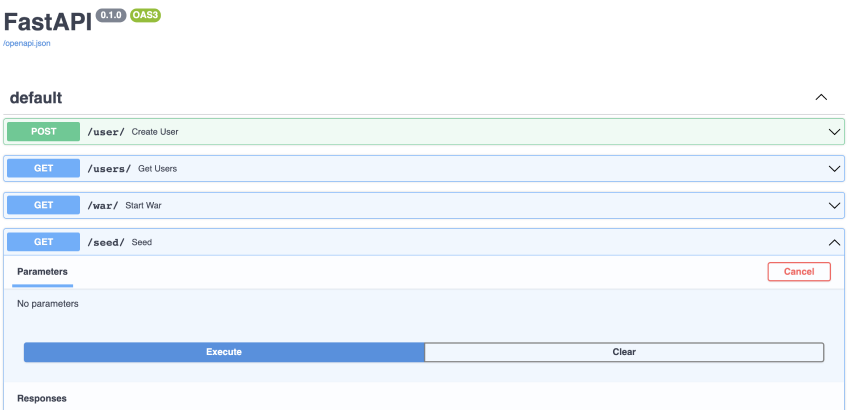 FastAPI 0.1.0 OAS3
/openapi.json
default
POST /user/ Create User
GET /users/ Get Users
GET /war/ Start War
GET /seed/ Seed
Parameters Cancel
No parameters
Execute Clear
Responses